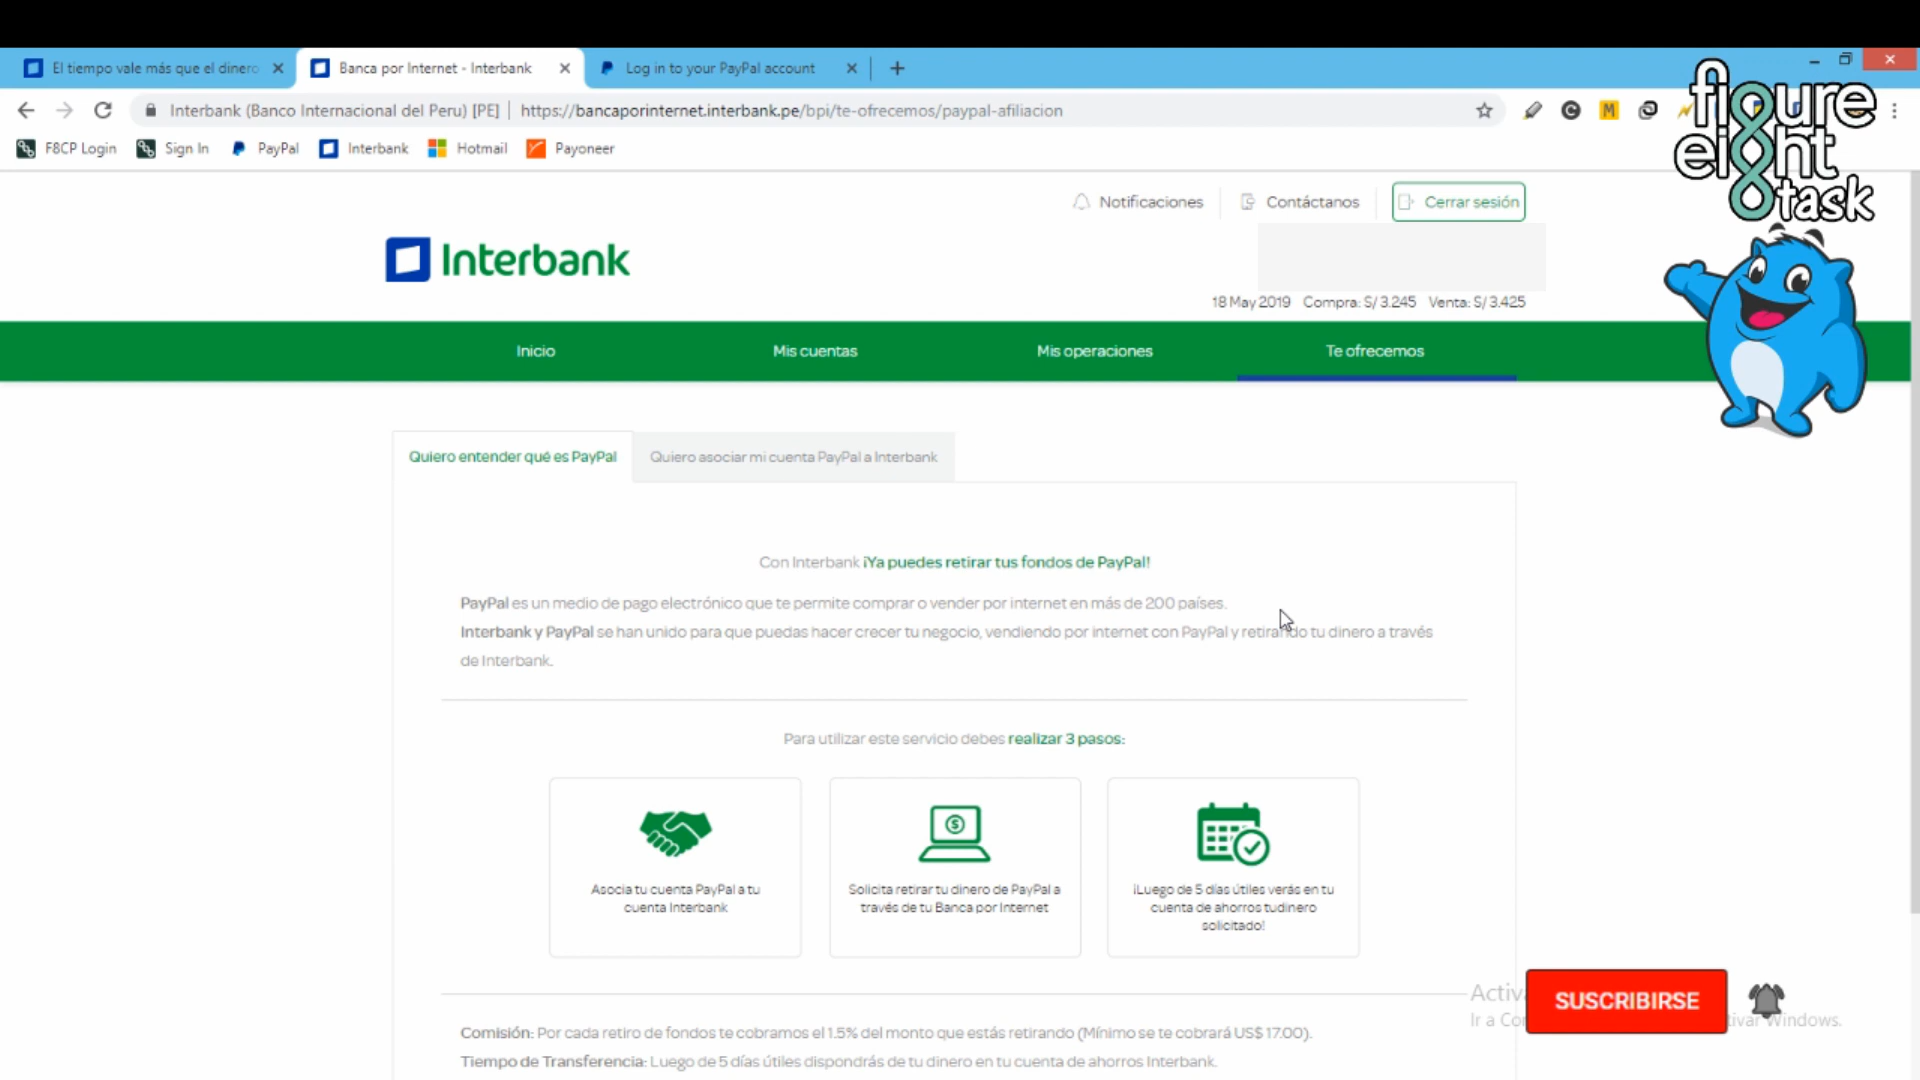 El tiempo vale más que el dinero
Banca por Internet - Interbank
Log in to your PayPal account
Interbank (Banco Internacional del Peru) [PE] | https://bancaporinternet.interbank.pe/bpi/te-ofrecemos/paypal-afiliacion
F8CP Login Sign In PayPal Interbank Hotmail Payoneer
figure
eight
task
Notificaciones Contáctanos Cerrar sesión
Interbank
18 May 2019 Compra: S/ 3.245 Venta: S/ 3.425
Inicio Mis cuentas Mis operaciones Te ofrecemos
Quiero entender qué es PayPal Quiero asociar mi cuenta PayPal a Interbank
Con Interbank ¡Ya puedes retirar tus fondos de PayPal!
PayPal es un medio de pago electrónico que te permite comprar o vender por internet en más de 200 países.
Interbank y PayPal se han unido para que puedas hacer crecer tu negocio, vendiendo por internet con PayPal y retirando tu dinero a través
de Interbank.
Para utilizar este servicio debes realizar 3 pasos:
Asocia tu cuenta PayPal a tu
cuenta Interbank
Solicita retirar tu dinero de PayPal a
través de tu Banca por Internet
¡Luego de 5 días útiles verás en tu
cuenta de ahorros tudinero
solicitado!
Comisión: Por cada retiro de fondos te cobramos el 1.5% del monto que estás retirando (Mínimo se te cobrará US$ 17.00).
Tiempo de Transferencia: Luego de 5 días útiles dispondrás de tu dinero en tu cuenta de ahorros Interbank.
SUSCRIBIRSE
Ir a
Windows.